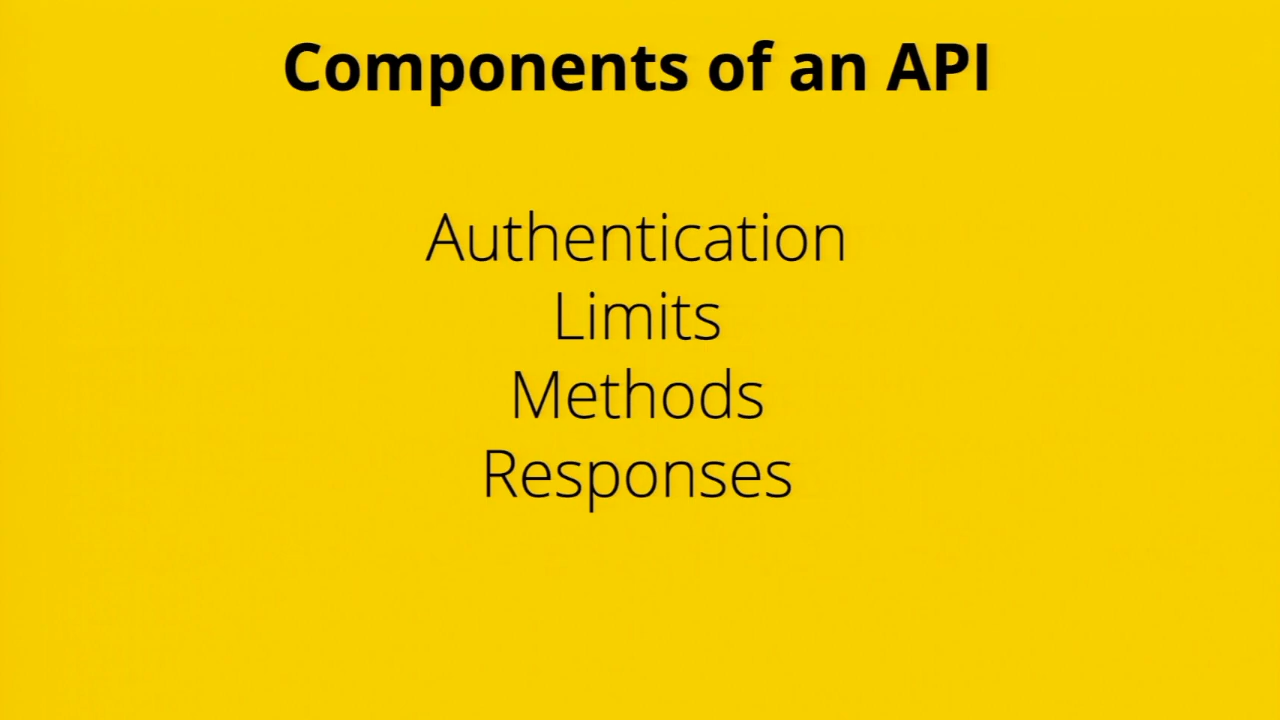 Components of an API
Authentication
Limits
Methods
Responses